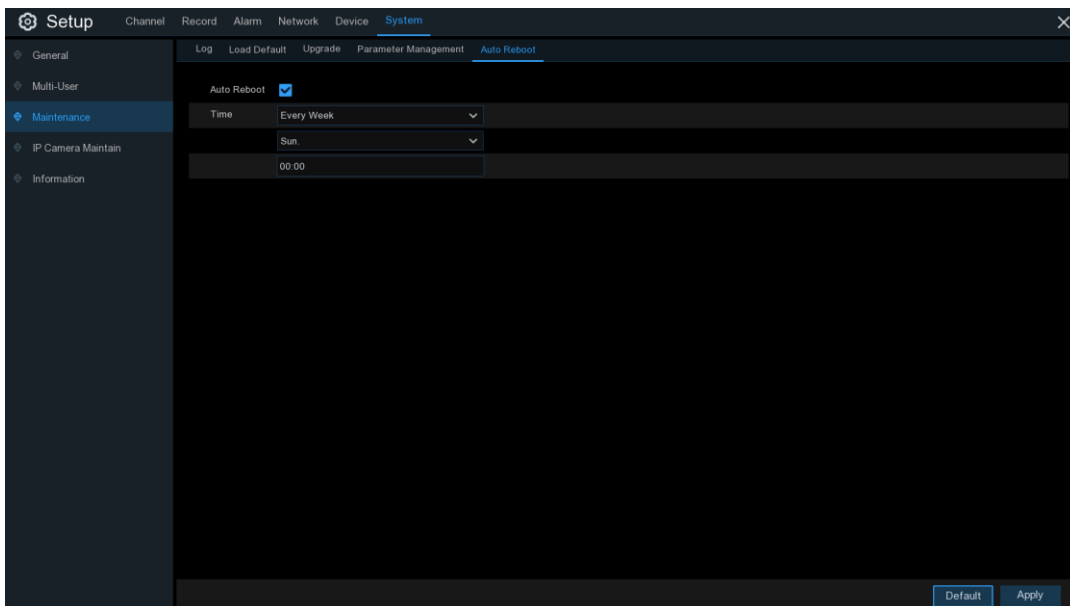 Setup Channel Record Alarm Network Device System
General
Multi-User
Maintenance
IP Camera Maintain
Information
Log Load Default Upgrade Parameter Management Auto Reboot
Auto Reboot
Time Every Week
Sun.
00:00
Default Apply